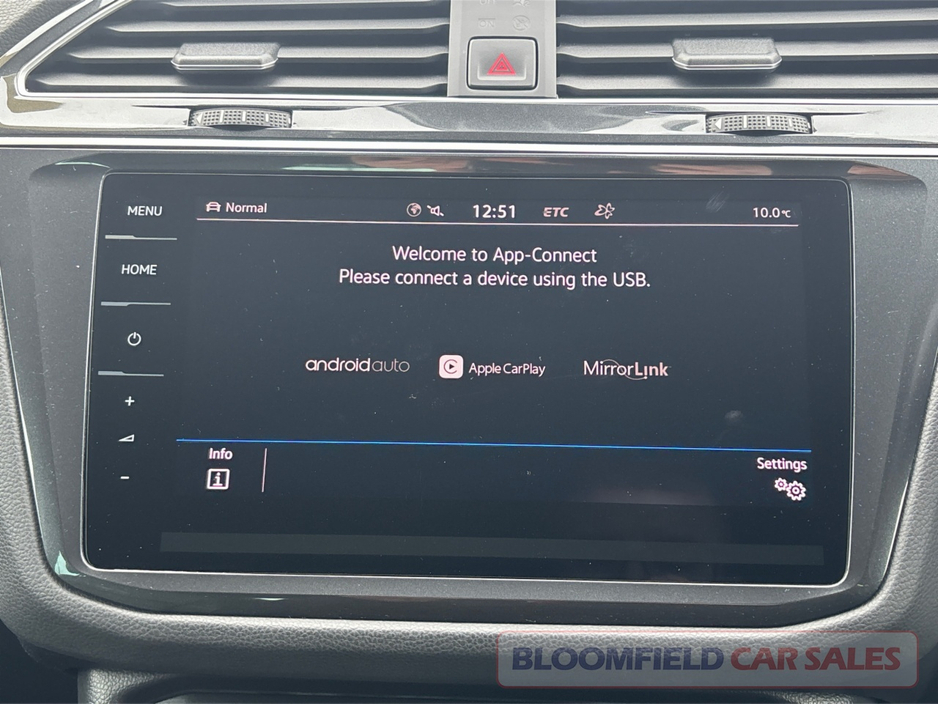 MENU
HOME
+
-
Normal
12:51
ETC
10.0℃
Welcome to App-Connect
Please connect a device using the USB.
androidauto
Apple CarPlay
MirrorLink
Info
i
Settings
BLOOMFIELD CAR SALES